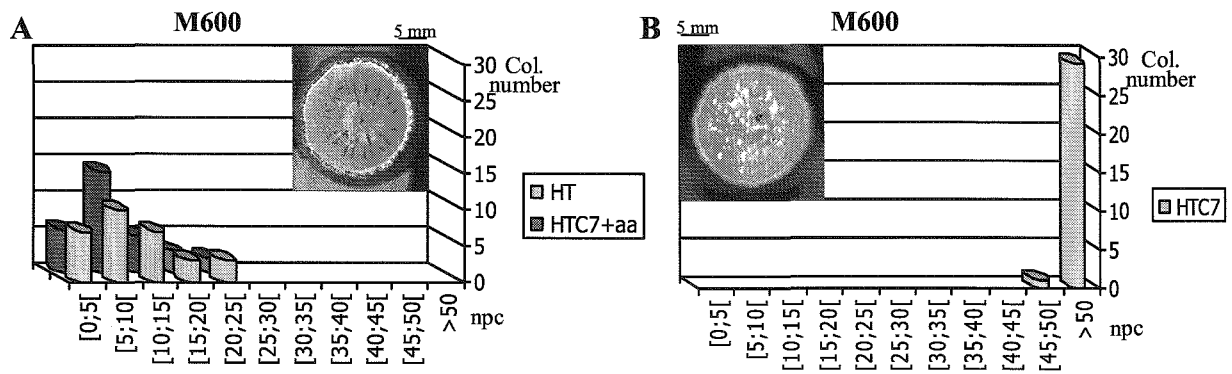 A
M600
5 mm
30
25
20
15
10
5
0
Col.
number
HT
HTC7+aa
[0;5[
[5;10[
[10;15[
[15;20[
[20;25[
[25;30[
[30;35[
[35;40[
[40;45[
[45;50[
>50
npc
B
M600
5 mm
30
25
20
15
10
5
0
Col.
number
HTC7
[0;5[
[5;10[
[10;15[
[15;20[
[20;25[
[25;30[
[30;35[
[35;40[
[40;45[
[45;50[
>50
npc